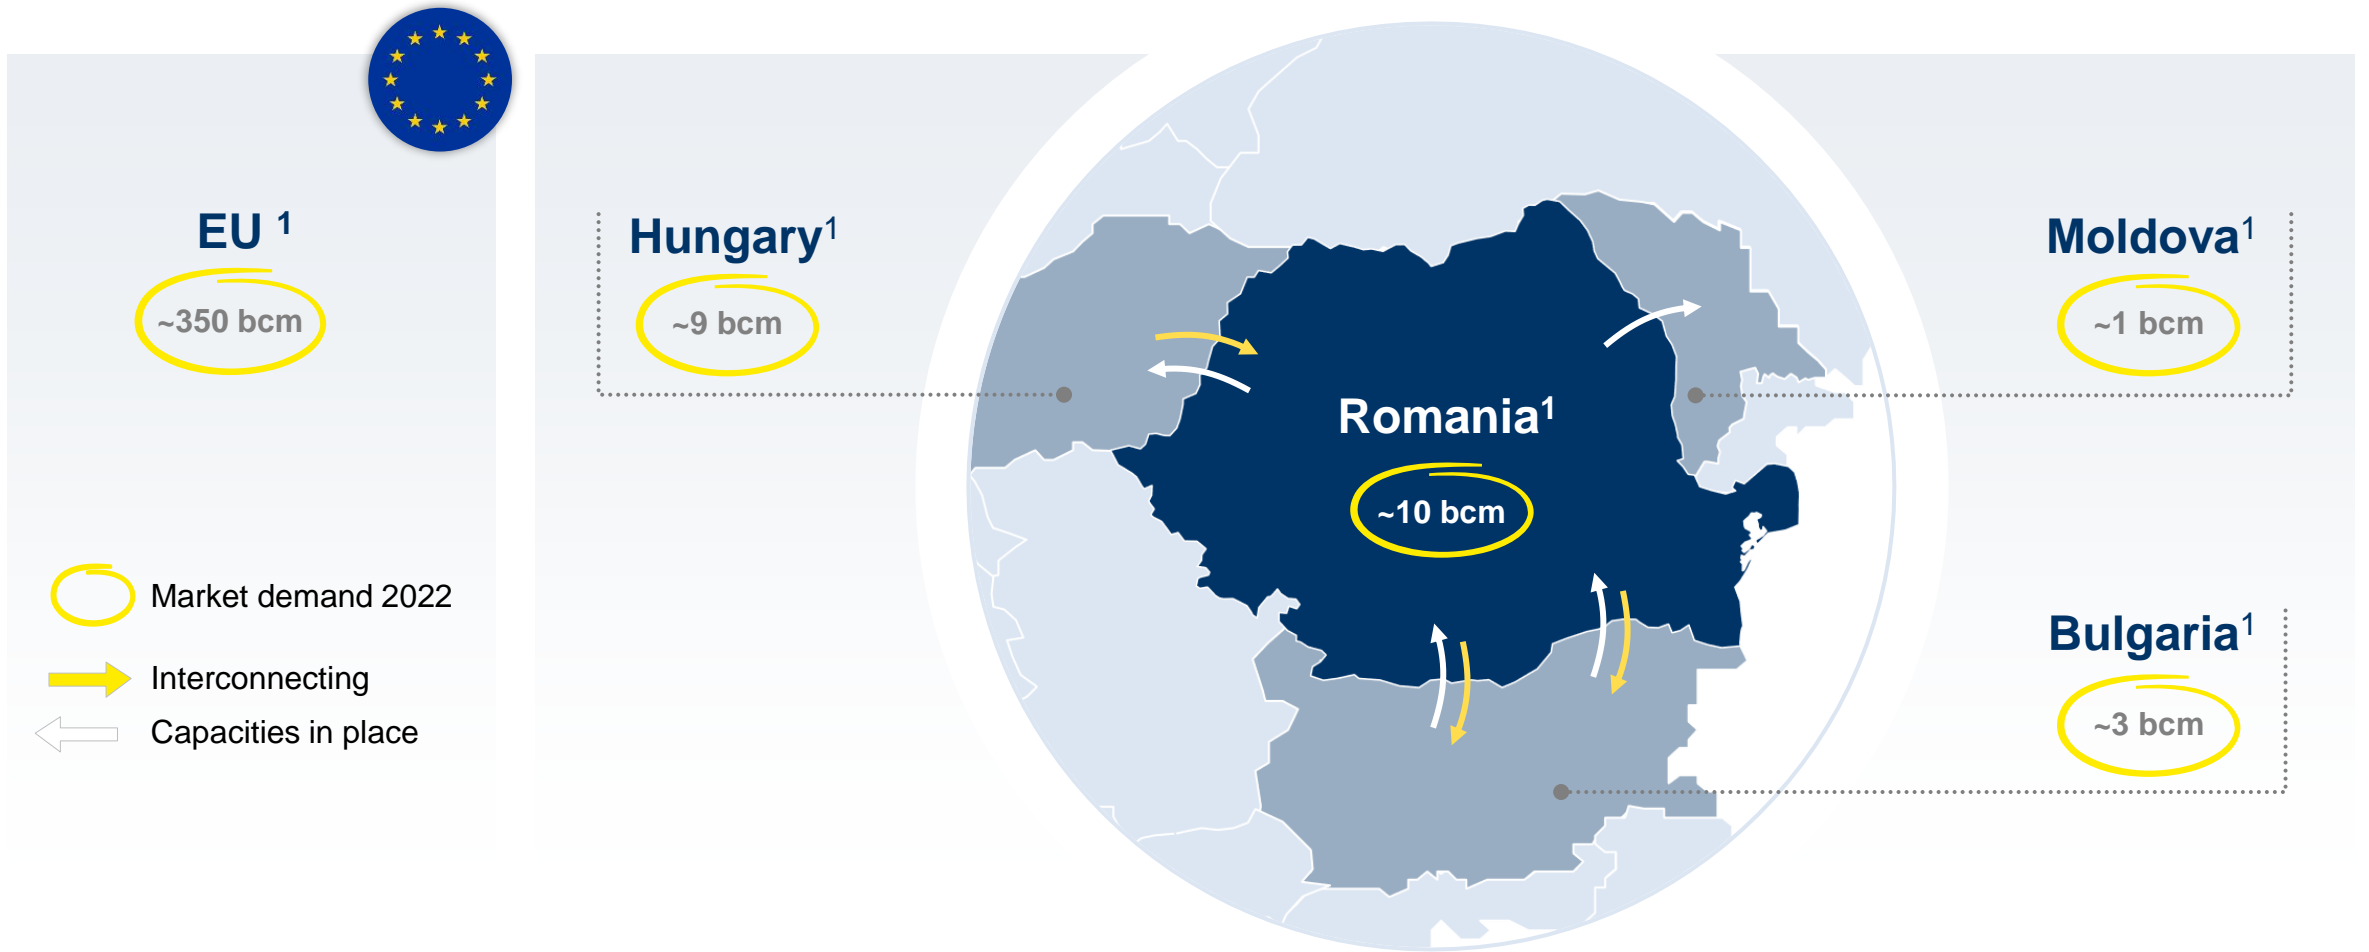 EU ¹
~350 bcm
Market demand 2022
Interconnecting
Capacities in place
Hungary¹
~9 bcm
Romania¹
~10 bcm
Moldova¹
~1 bcm
Bulgaria¹
~3 bcm